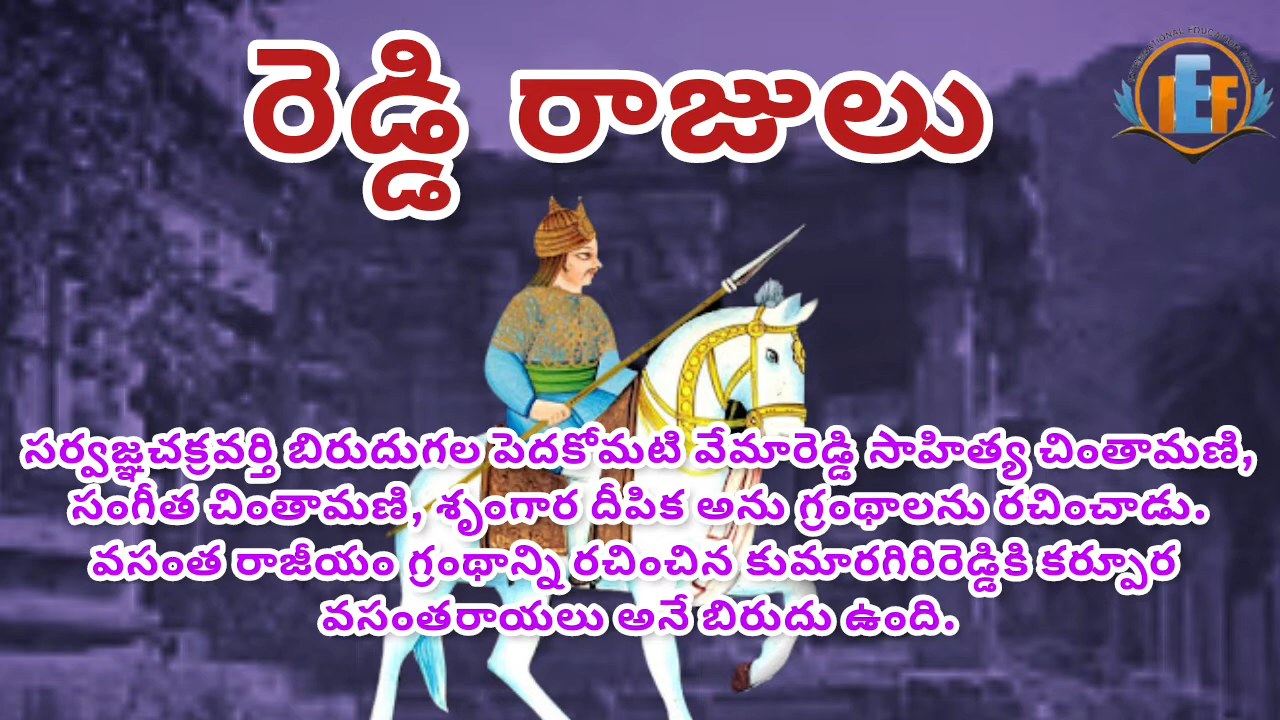 రెడ్డి రాజులు
IEF
సర్వజ్ఞచక్రవర్తి బిరుదుగల పెదకోమటి వేమారెడ్డి సాహిత్య చింతామణి,
సంగీత చింతామణి, శృంగార దీపిక అను గ్రంథాలను రచించాడు.
వసంత రాజీయం గ్రంథాన్ని రచించిన కుమారగిరిరెడ్డికి కర్పూర
వసంతరాయలు అనే బిరుదు ఉంది.